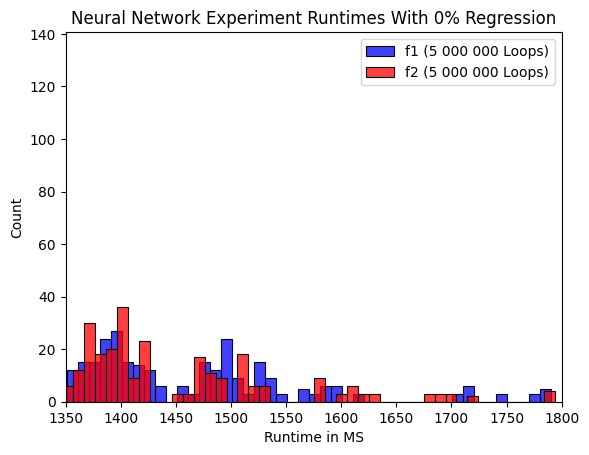 Neural Network Experiment Runtimes With 0% Regression
f1 (5 000 000 Loops)
f2 (5 000 000 Loops)
Count
140
120
100
80
60
40
20
0
1350 1400 1450 1500 1550 1600 1650 1700 1750 1800
Runtime in MS